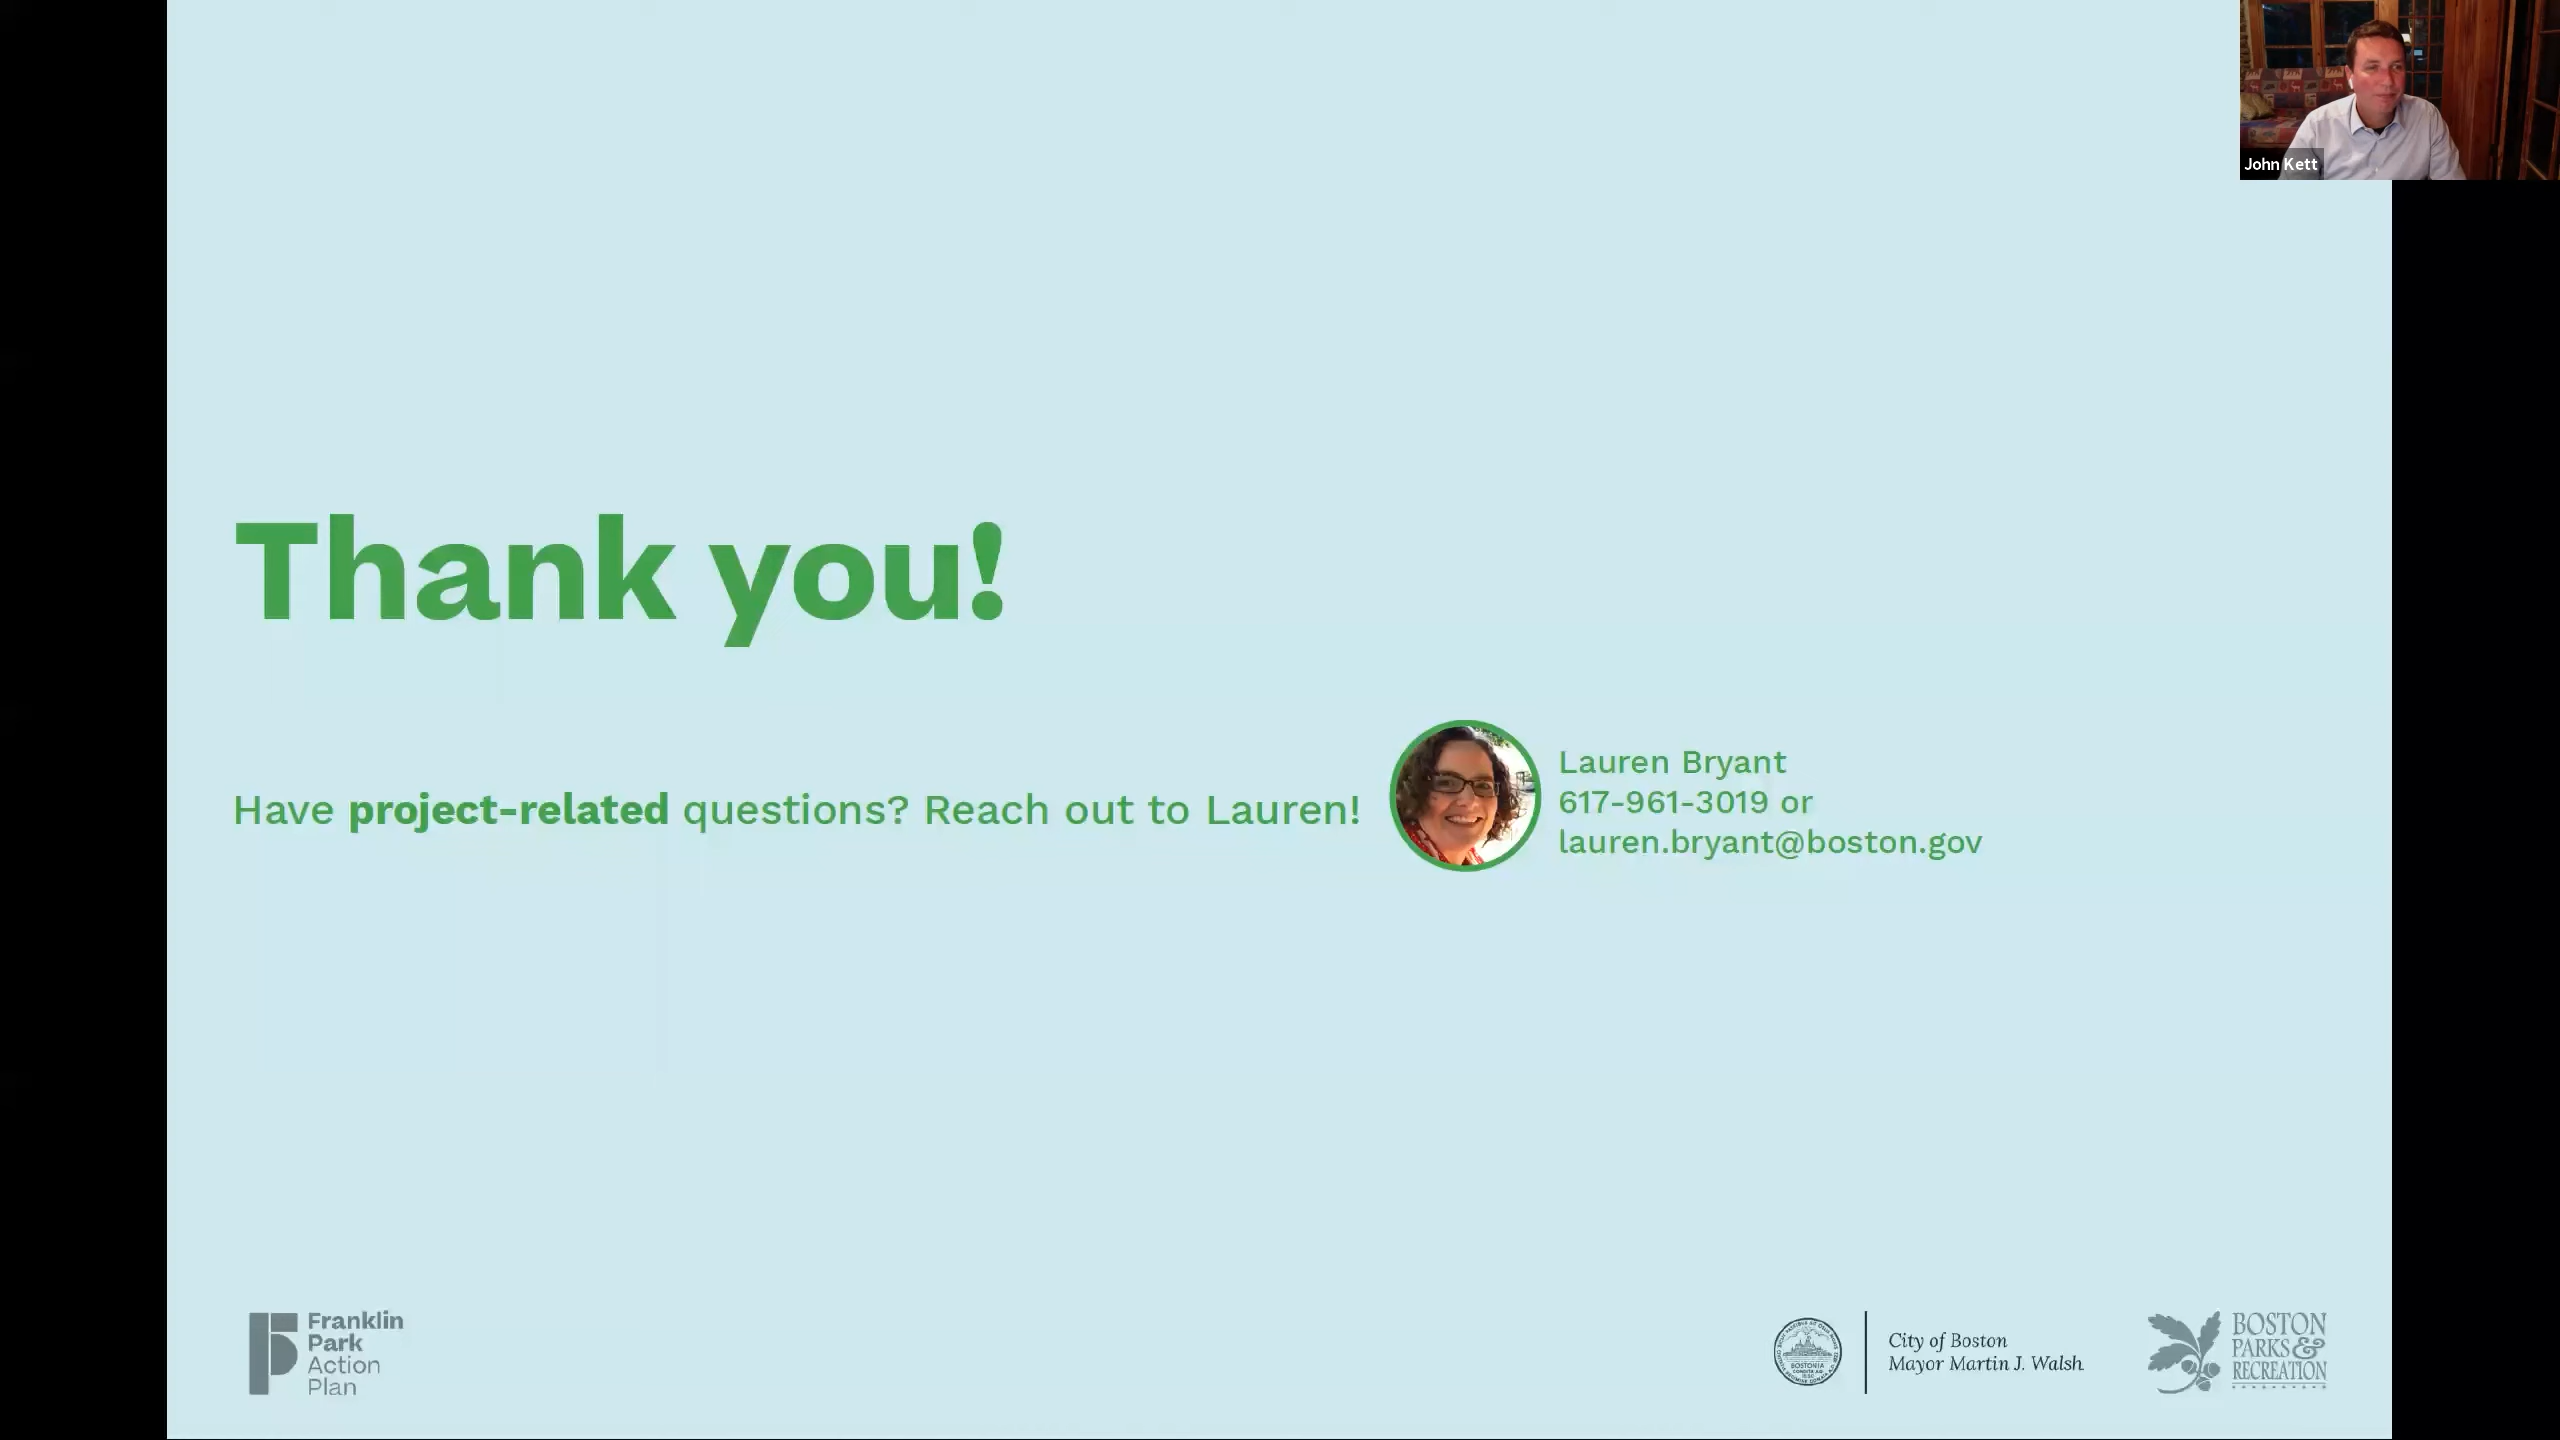 John Kett
Thank you!
Have project-related questions? Reach out to Lauren!
Lauren Bryant
617-961-3019 or
lauren.bryant@boston.gov
Franklin
Park
Action
Plan
BOSTONIA
City of Boston
Mayor Martin J. Walsh
BOSTON
PARKS &
RECREATION